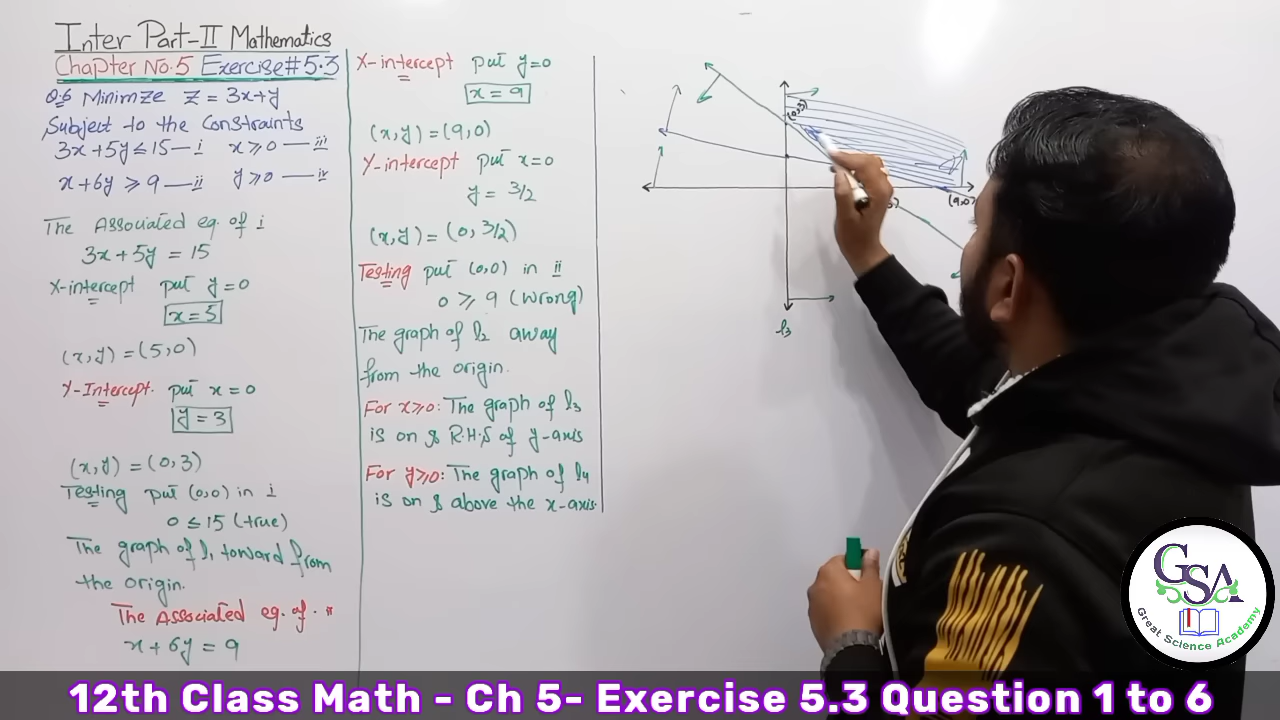 Inter Part-II Mathematics
Chapter No.5 Exercise#5.3
Q.6 Minimze Z = 3x+y
Subject to the Constraints
3x+5y ≤ 15 — i x ≥ 0 — iii
x+6y ≥ 9 — ii y ≥ 0 — iv
The Associated eq. of i
3x+5y = 15
X-intercept put y=0
x = 5
(x,y) = (5,0)
Y-Intercept. put x=0
y = 3
(x,y) = (0,3)
Testing put (0,0) in i
0 ≤ 15 (true)
The graph of l1 toward from
the origin.
The Associated eq. of. ii
x+6y = 9
X-intercept put y=0
x = 9
(x,y) = (9,0)
Y-intercept put x=0
y = 3/2
(x,y) = (0, 3/2)
Testing put (0,0) in ii
0 ≥ 9 (wrong)
The graph of l2 away
from the origin.
For x≥0: The graph of l3
is on & R.H.S of y-axis
For y≥0: The graph of l4
is on & above the x-axis.
(0,3)
(9,0)
l3
GSA
Great Science Academy
12th Class Math - Ch 5- Exercise 5.3 Question 1 to 6